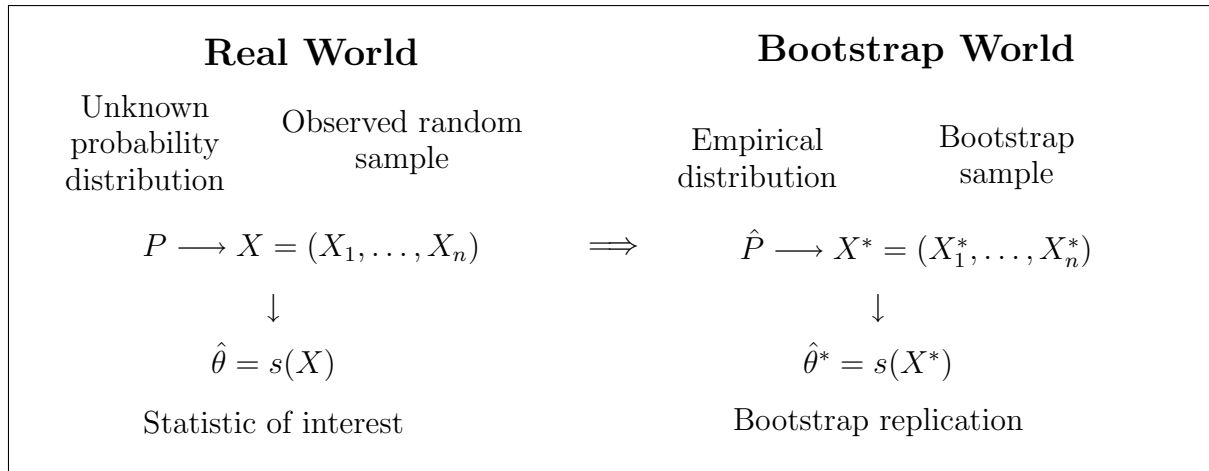 Real World
Unknown
probability
distribution
Observed random
sample
P ⟶ X = (X₁, . . . , Xₙ)
↓
θ̂ = s(X)
Statistic of interest
⟹
Bootstrap World
Empirical
distribution
Bootstrap
sample
P̂ ⟶ X* = (X₁*, . . . , Xₙ*)
↓
θ̂* = s(X*)
Bootstrap replication